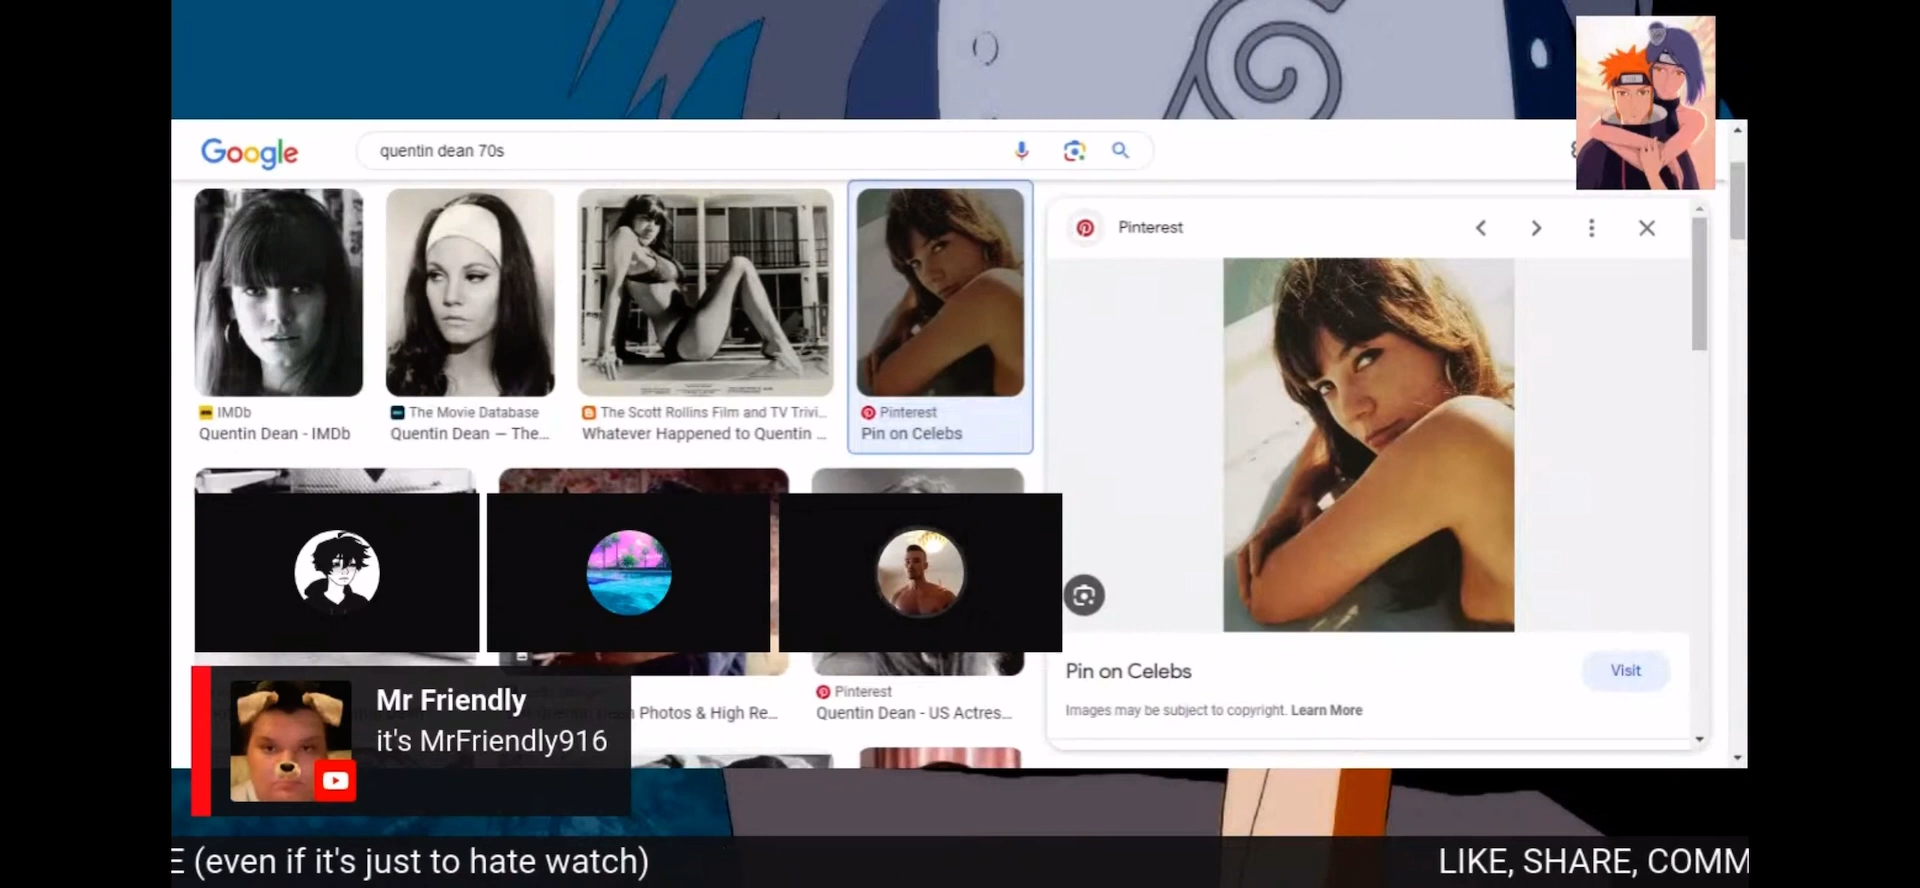 Google
quentin dean 70s
Pinterest
IMDb
Quentin Dean - IMDb
The Movie Database
Quentin Dean — The...
The Scott Rollins Film and TV Trivi...
Whatever Happened to Quentin ...
Pinterest
Pin on Celebs
Pin on Celebs
Visit
Images may be subject to copyright. Learn More
Photos & High Re...
Pinterest
Quentin Dean - US Actres...
Mr Friendly
it's MrFriendly916
E (even if it's just to hate watch)
LIKE, SHARE, COMM